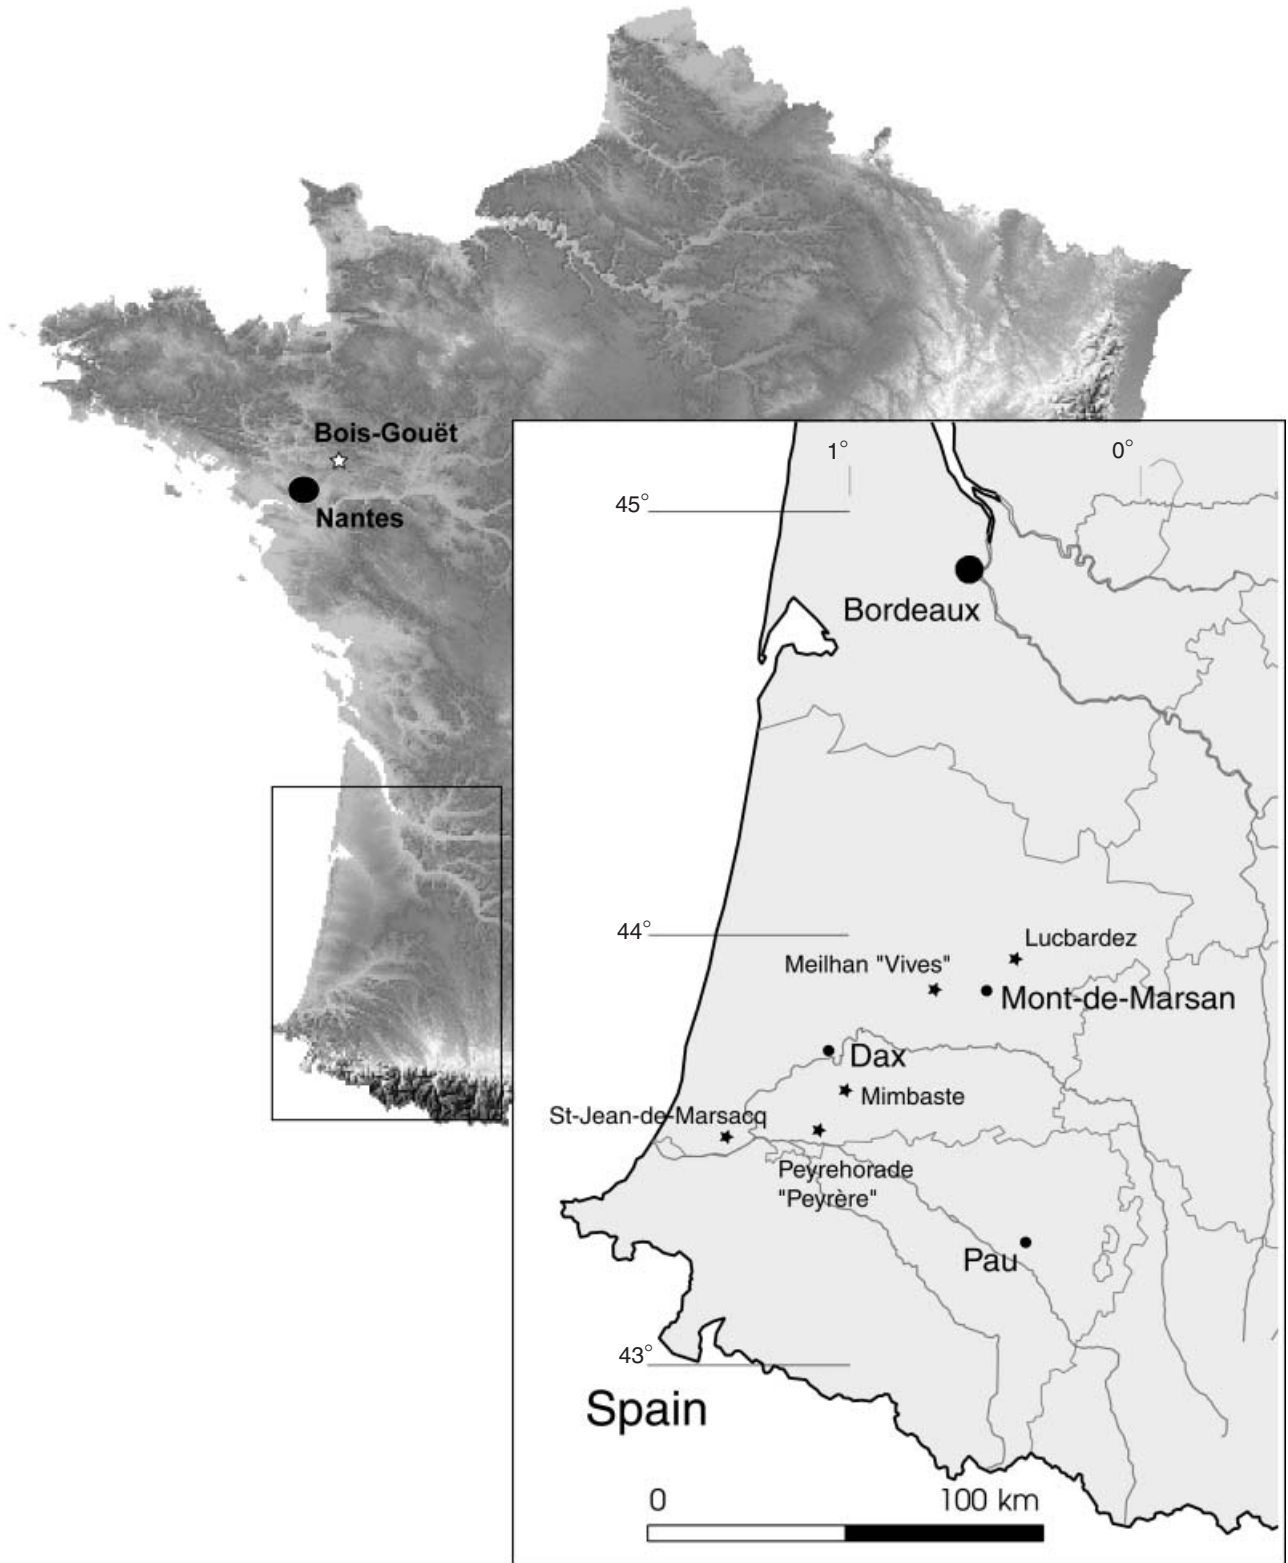 Bois-Gouët
Nantes
1°
0°
45°
Bordeaux
44°
Lucbardez
Meilhan "Vives"
Mont-de-Marsan
Dax
Mimbaste
St-Jean-de-Marsacq
Peyrehorade
"Peyrère"
Pau
43°
Spain
0
100 km